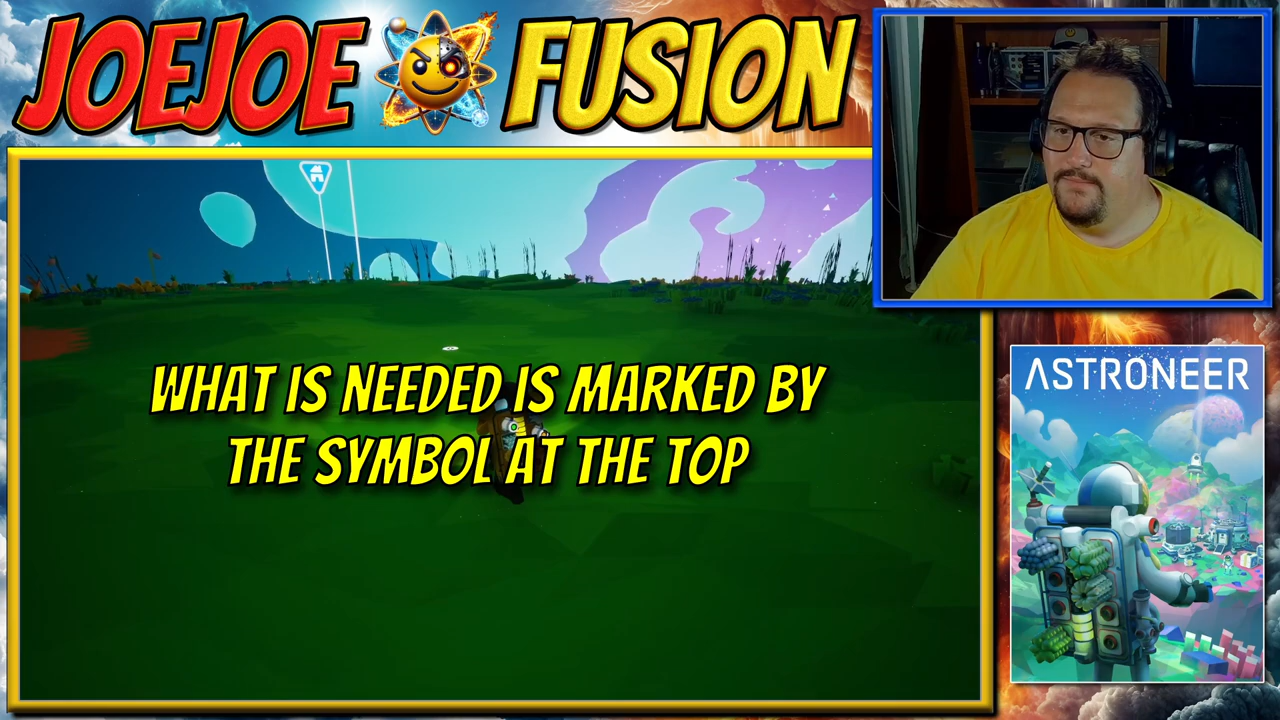 JOEJOE FUSION
WHAT IS NEEDED IS MARKED BY
THE SYMBOL AT THE TOP
ASTRONEER